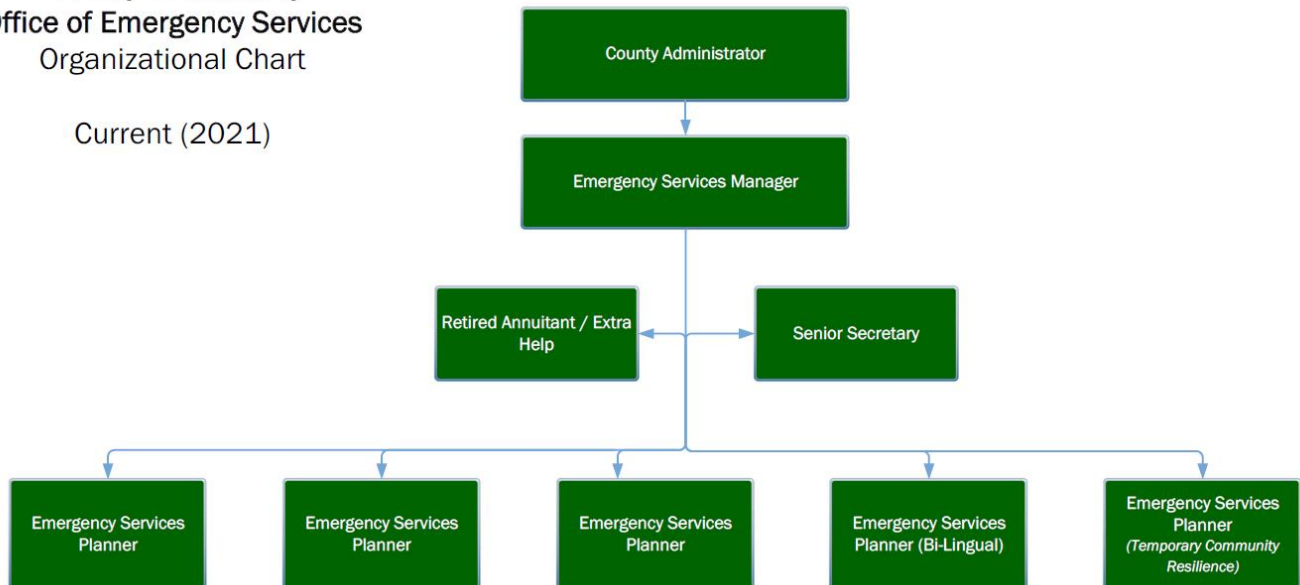 Office of Emergency Services
Organizational Chart
Current (2021)
County Administrator
Emergency Services Manager
Retired Annuitant / Extra
Help
Senior Secretary
Emergency Services
Planner
Emergency Services
Planner
Emergency Services
Planner
Emergency Services
Planner (Bi-Lingual)
Emergency Services
Planner
(Temporary Community
Resilience)